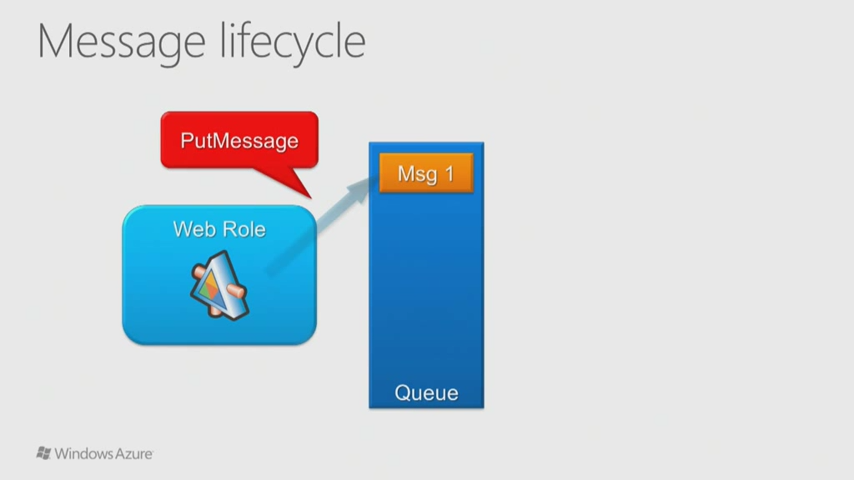 Message lifecycle
PutMessage
Msg 1
Web Role
Queue
Windows Azure